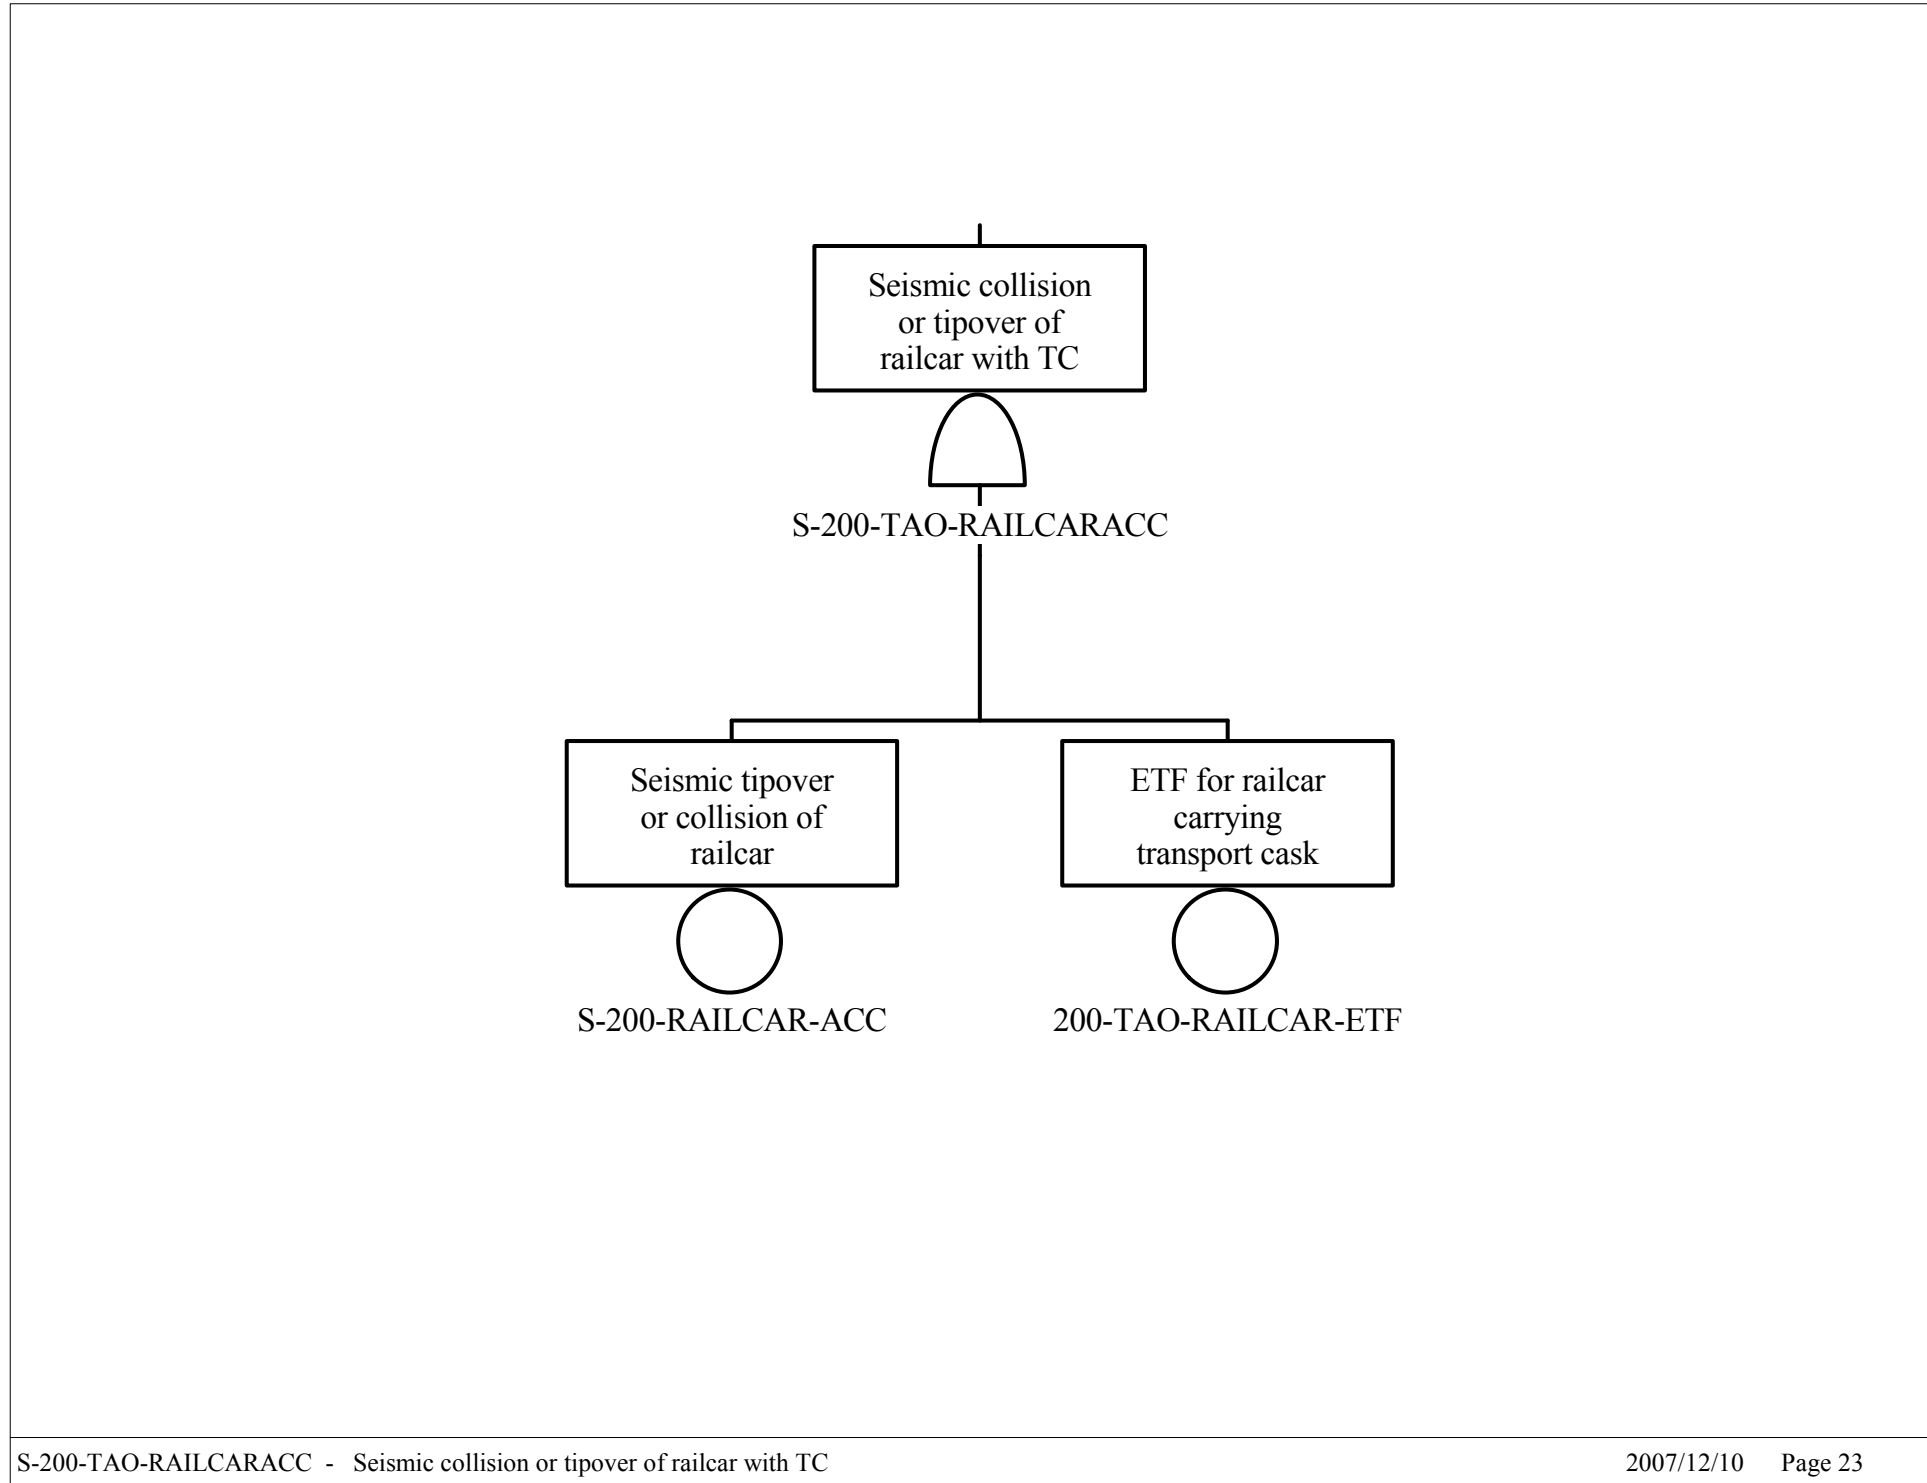 Seismic collision
or tipover of
railcar with TC
S-200-TAO-RAILCARACC
Seismic tipover
or collision of
railcar
S-200-RAILCAR-ACC
ETF for railcar
carrying
transport cask
200-TAO-RAILCAR-ETF
S-200-TAO-RAILCARACC - Seismic collision or tipover of railcar with TC 2007/12/10 Page 23